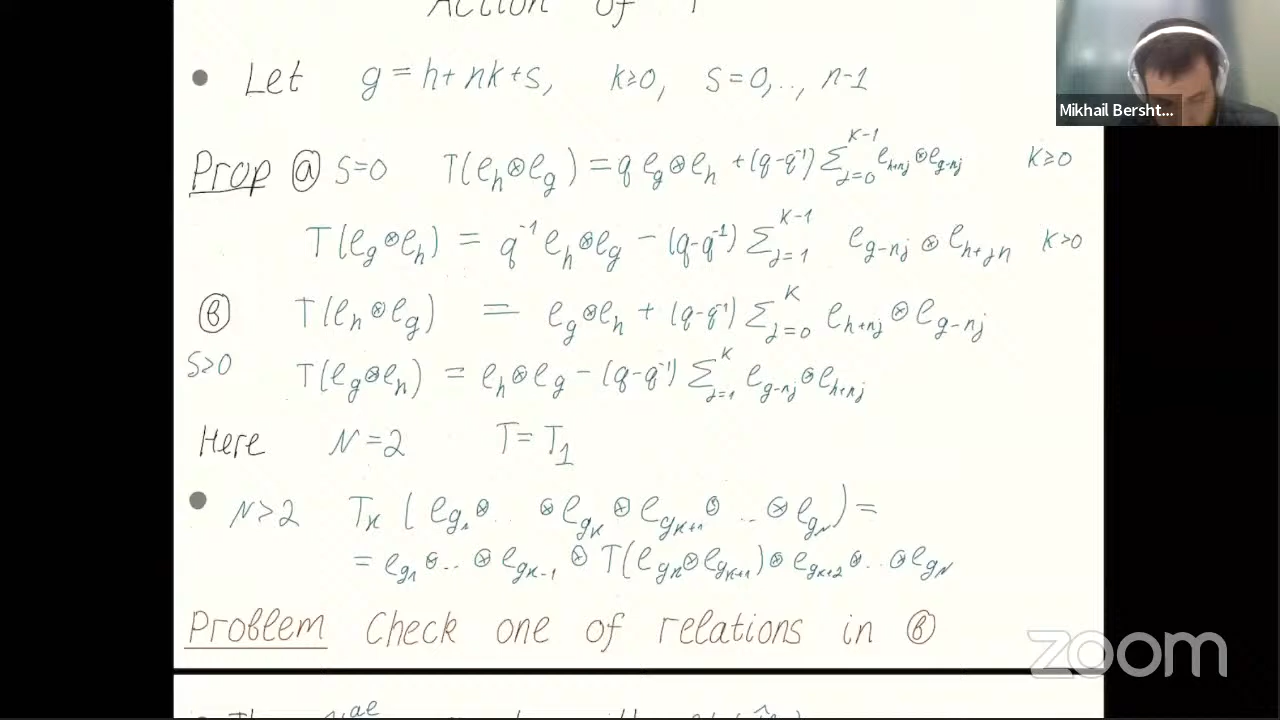 Action of T
• Let g = h + nk + s, k≥0, s = 0,.., n-1
Prop ⓐ s=0 T(e_h⊗e_g) = q e_g⊗e_h + (q-q^{-1}) Σ_{j=0}^{k-1} e_{h+nj}⊗e_{g-nj} k≥0
T(e_g⊗e_h) = q^{-1} e_h⊗e_g - (q-q^{-1}) Σ_{j=1}^{k-1} e_{g-nj} ⊗ e_{h+jn} k>0
ⓑ T(e_h⊗e_g) = e_g⊗e_h + (q-q^{-1}) Σ_{j=0}^{k} e_{h+nj} ⊗ e_{g-nj}
s>0 T(e_g⊗e_h) = e_h⊗e_g - (q-q^{-1}) Σ_{j=1}^{k} e_{g-nj}⊗e_{h+nj}
Here N=2 T=T_1
• N>2 T_k ( e_{g_1}⊗.. ⊗e_{g_k}⊗e_{g_{k+1}}⊗ .. ⊗e_{g_N}) =
= e_{g_1}⊗..⊗e_{g_{k-1}}⊗T(e_{g_k}⊗e_{g_{k+1}})⊗e_{g_{k+2}}⊗..⊗e_{g_N}
Problem Check one of relations in ⓑ
Mikhail Bersht...
zoom